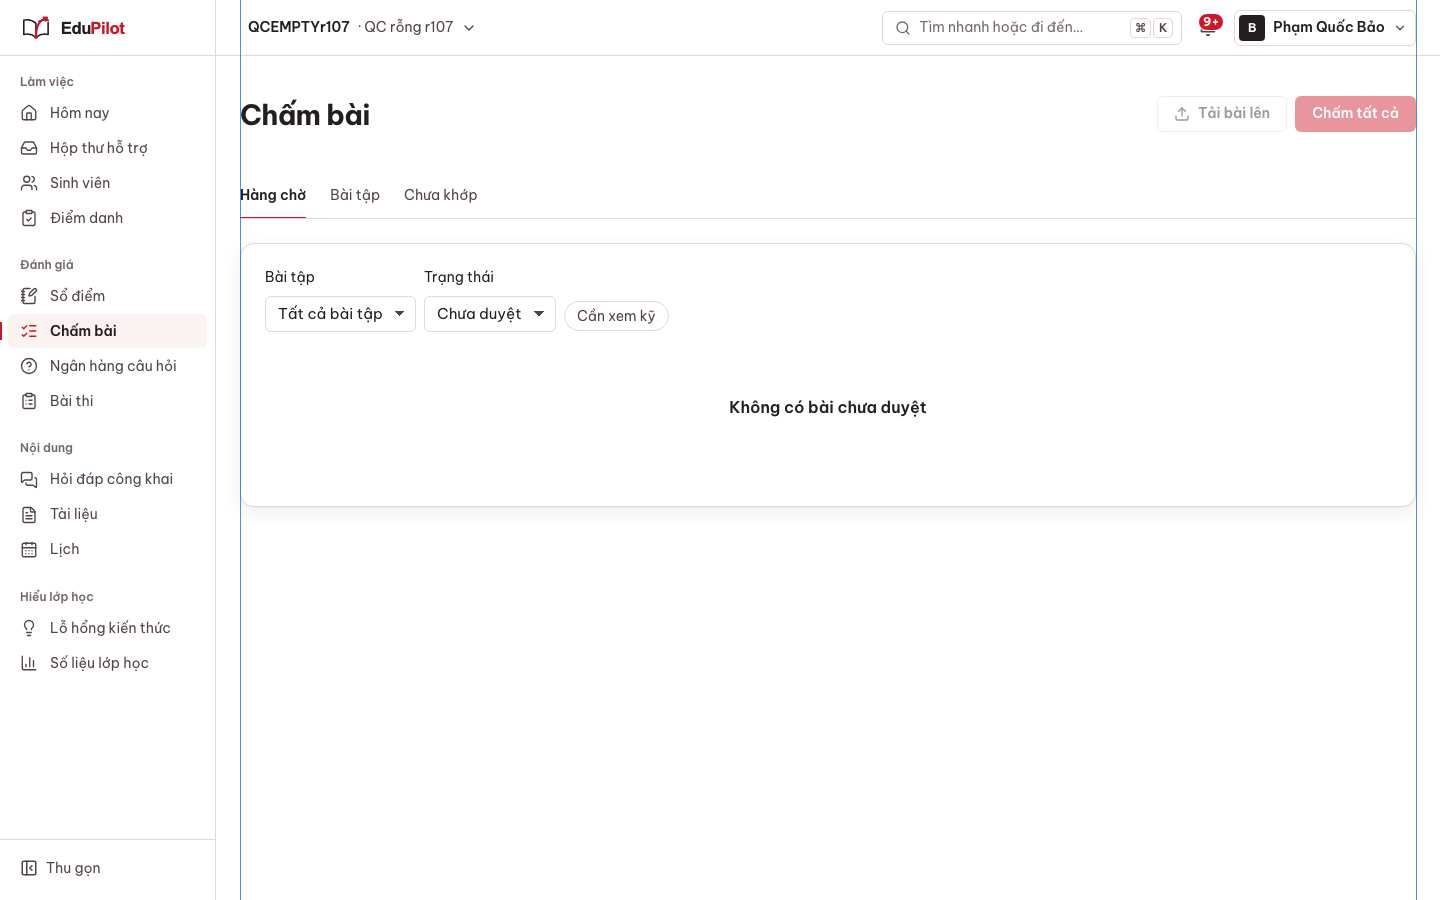 EduPilot
QCEMPTYr107 · QC rỗng r107
Tìm nhanh hoặc đi đến...
⌘ K
9+
B Phạm Quốc Bảo
Làm việc
Hôm nay
Hộp thư hỗ trợ
Sinh viên
Điểm danh
Đánh giá
Sổ điểm
Chấm bài
Ngân hàng câu hỏi
Bài thi
Nội dung
Hỏi đáp công khai
Tài liệu
Lịch
Hiểu lớp học
Lỗ hổng kiến thức
Số liệu lớp học
Thu gọn
Chấm bài
Tải bài lên
Chấm tất cả
Hàng chờ
Bài tập
Chưa khớp
Bài tập
Trạng thái
Tất cả bài tập
Chưa duyệt
Cần xem kỹ
Không có bài chưa duyệt